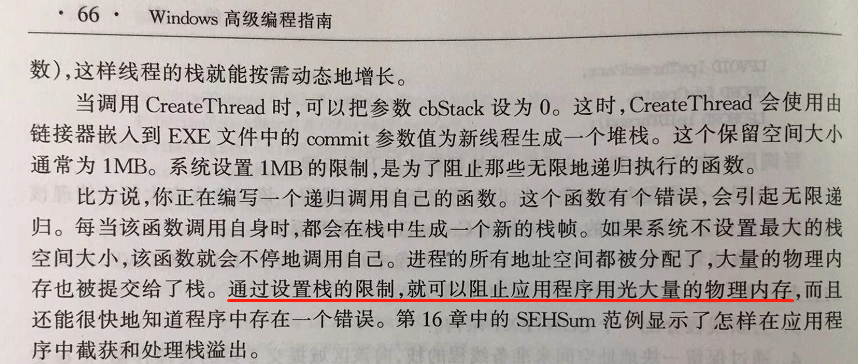 · 66 · Windows 高级编程指南
数),这样线程的栈就能按需动态地增长。
当调用 CreateThread 时,可以把参数 cbStack 设为 0。这时,CreateThread 会使用由
链接器嵌入到 EXE 文件中的 commit 参数值为新线程生成一个堆栈。这个保留空间大小
通常为 1MB。系统设置 1MB 的限制,是为了阻止那些无限地递归执行的函数。
比方说,你正在编写一个递归调用自己的函数。这个函数有个错误,会引起无限递
归。每当该函数调用自身时,都会在栈中生成一个新的栈帧。如果系统不设置最大的栈
空间大小,该函数就会不停地调用自己。进程的所有地址空间都被分配了,大量的物理内
存也被提交给了栈。通过设置栈的限制,就可以阻止应用程序用光大量的物理内存,而且
还能很快地知道程序中存在一个错误。第 16 章中的 SEHSum 范例显示了怎样在应用程
序中截获和处理栈溢出。